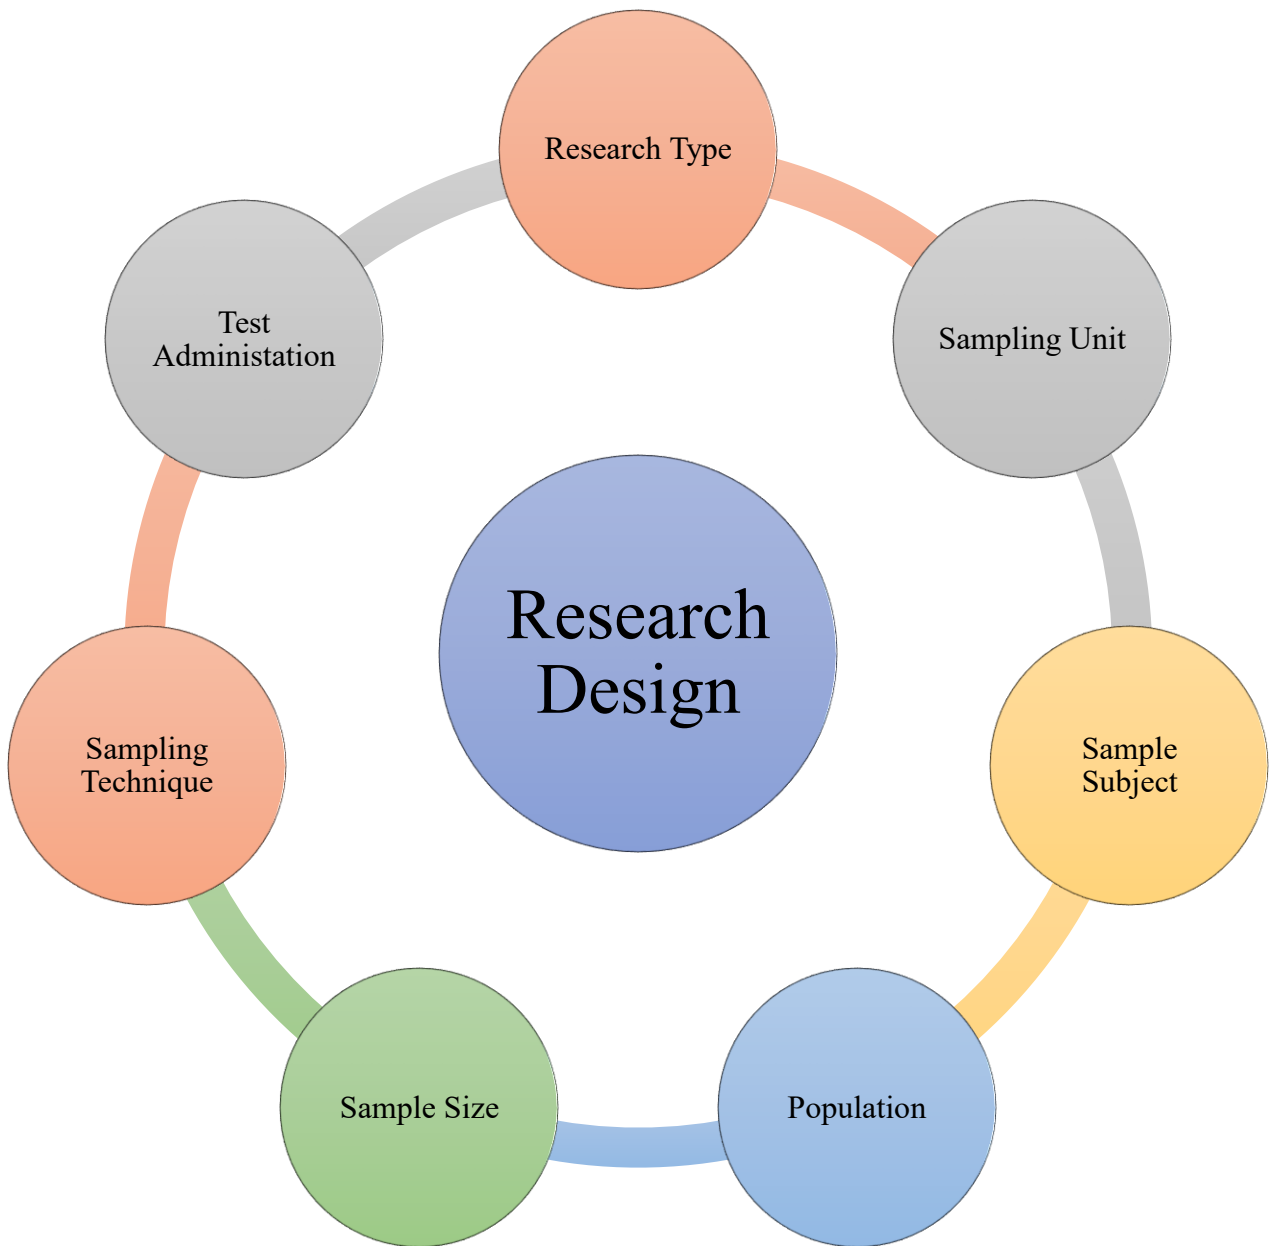 Research Type
Test
Administation
Sampling Unit
Research
Design
Sampling
Technique
Sample
Subject
Sample Size
Population